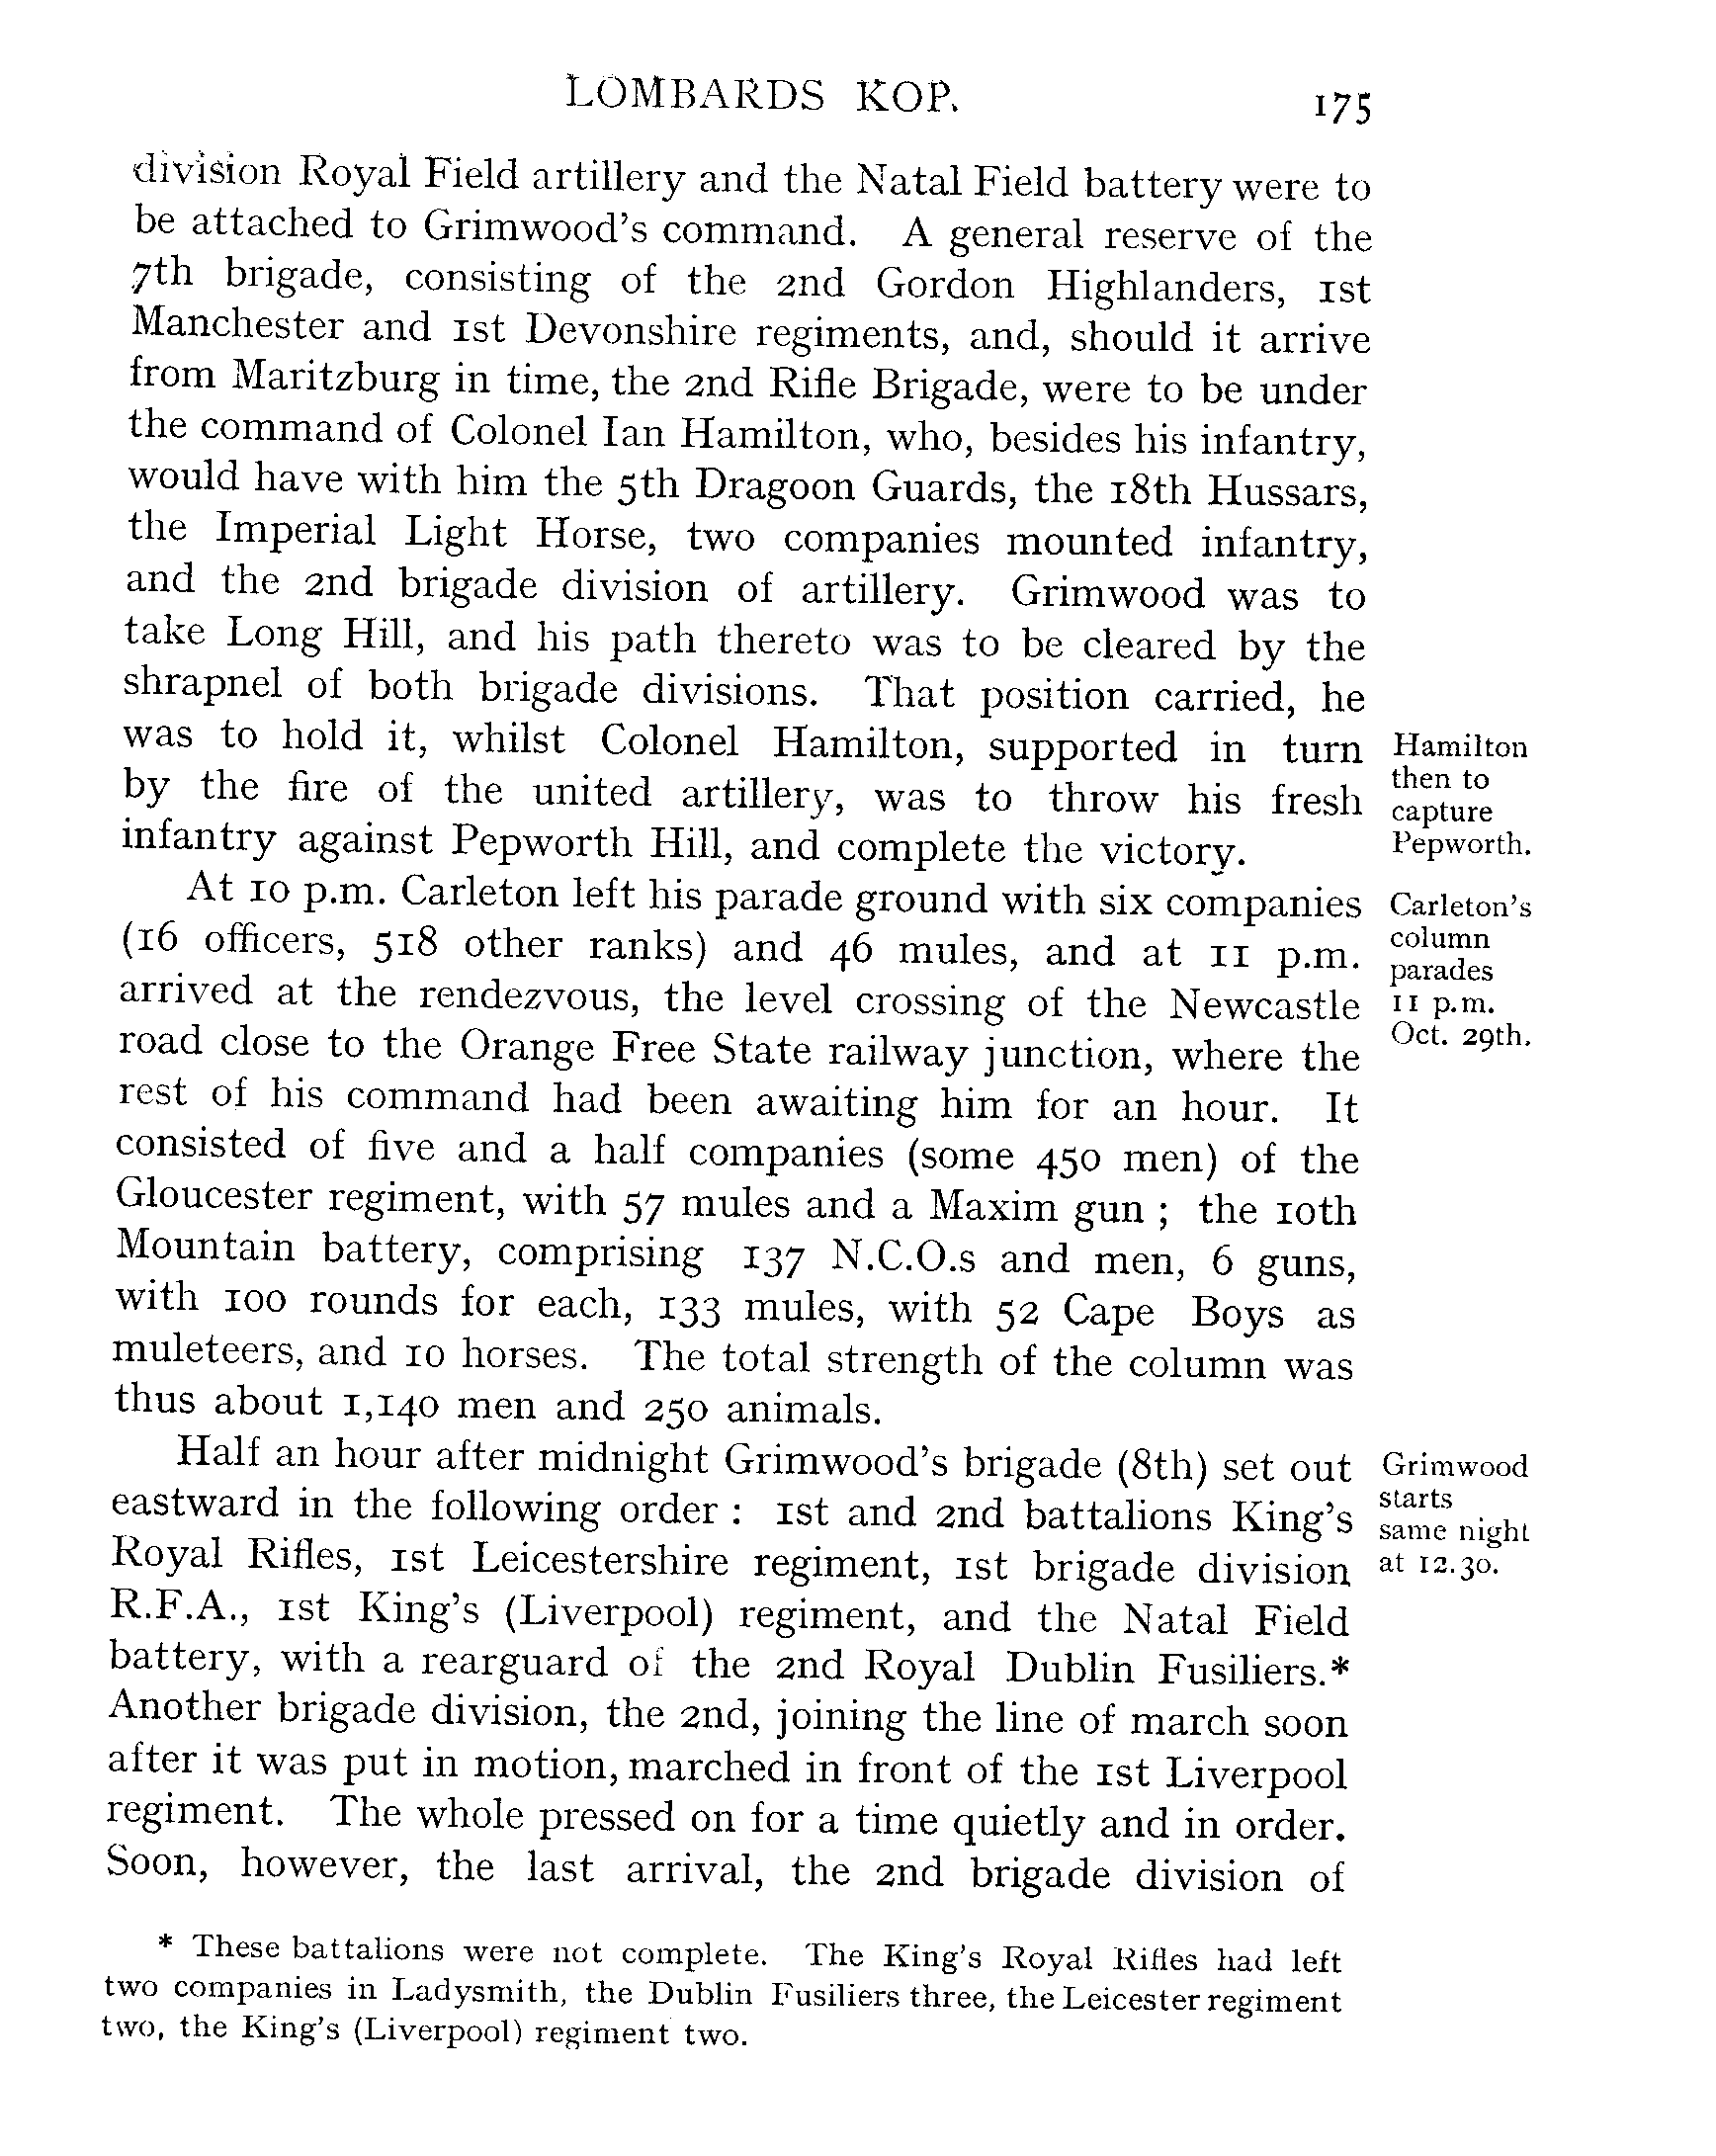 LOMBARDS KOP.
175
division Royal Field artillery and the Natal Field battery were to
be attached to Grimwood's command. A general reserve of the
7th brigade, consisting of the 2nd Gordon Highlanders, 1st
Manchester and 1st Devonshire regiments, and, should it arrive
from Maritzburg in time, the 2nd Rifle Brigade, were to be under
the command of Colonel Ian Hamilton, who, besides his infantry,
would have with him the 5th Dragoon Guards, the 18th Hussars,
the Imperial Light Horse, two companies mounted infantry,
and the 2nd brigade division of artillery. Grimwood was to
take Long Hill, and his path thereto was to be cleared by the
shrapnel of both brigade divisions. That position carried, he
was to hold it, whilst Colonel Hamilton, supported in turn
by the fire of the united artillery, was to throw his fresh
infantry against Pepworth Hill, and complete the victory.
Hamilton
then to
capture
Pepworth.
At 10 p.m. Carleton left his parade ground with six companies
(16 officers, 518 other ranks) and 46 mules, and at 11 p.m.
arrived at the rendezvous, the level crossing of the Newcastle
road close to the Orange Free State railway junction, where the
rest of his command had been awaiting him for an hour. It
consisted of five and a half companies (some 450 men) of the
Gloucester regiment, with 57 mules and a Maxim gun ; the 10th
Mountain battery, comprising 137 N.C.O.s and men, 6 guns,
with 100 rounds for each, 133 mules, with 52 Cape Boys as
muleteers, and 10 horses. The total strength of the column was
thus about 1,140 men and 250 animals.
Carleton's
column
parades
11 p.m.
Oct. 29th.
Half an hour after midnight Grimwood's brigade (8th) set out
eastward in the following order : 1st and 2nd battalions King's
Royal Rifles, 1st Leicestershire regiment, 1st brigade division
R.F.A., 1st King's (Liverpool) regiment, and the Natal Field
battery, with a rearguard of the 2nd Royal Dublin Fusiliers.*
Another brigade division, the 2nd, joining the line of march soon
after it was put in motion, marched in front of the 1st Liverpool
regiment. The whole pressed on for a time quietly and in order.
Soon, however, the last arrival, the 2nd brigade division of
Grimwood
starts
same night
at 12.30.
* These battalions were not complete. The King's Royal Rifles had left
two companies in Ladysmith, the Dublin Fusiliers three, the Leicester regiment
two, the King's (Liverpool) regiment two.